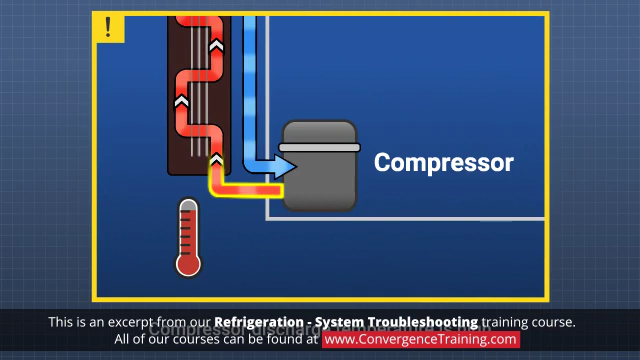 !
Compressor
This is an excerpt from our Refrigeration - System Troubleshooting training course.
All of our courses can be found at www.ConvergenceTraining.com